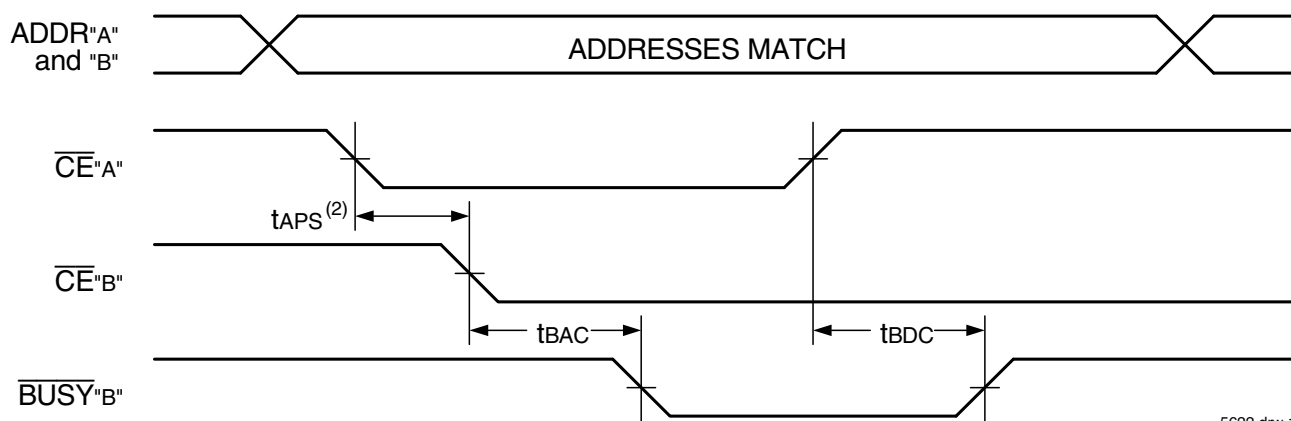 ADDR"A"
and "B"
ADDRESSES MATCH
CE"A"
tAPS(2)
CE"B"
tBAC
tBDC
BUSY"B"